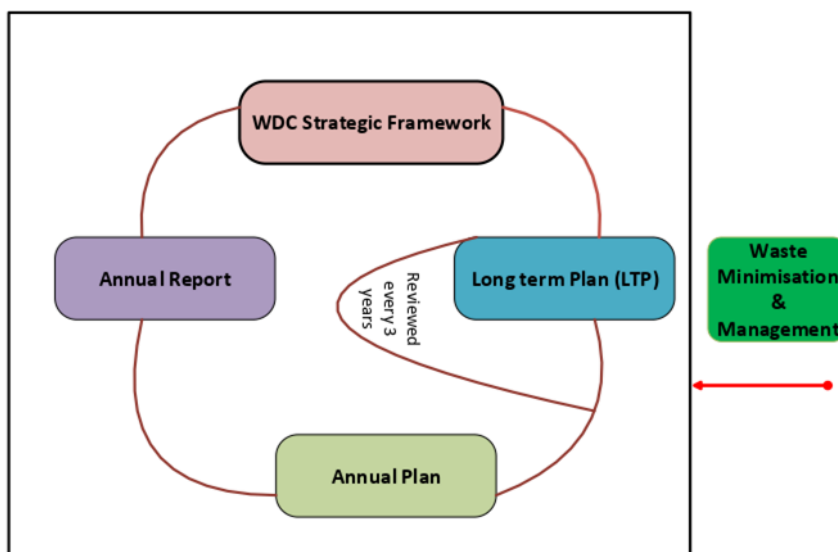 WDC Strategic Framework
Annual Report
Reviewed
every 3
years
Long term Plan (LTP)
Waste
Minimisation
&
Management
Annual Plan